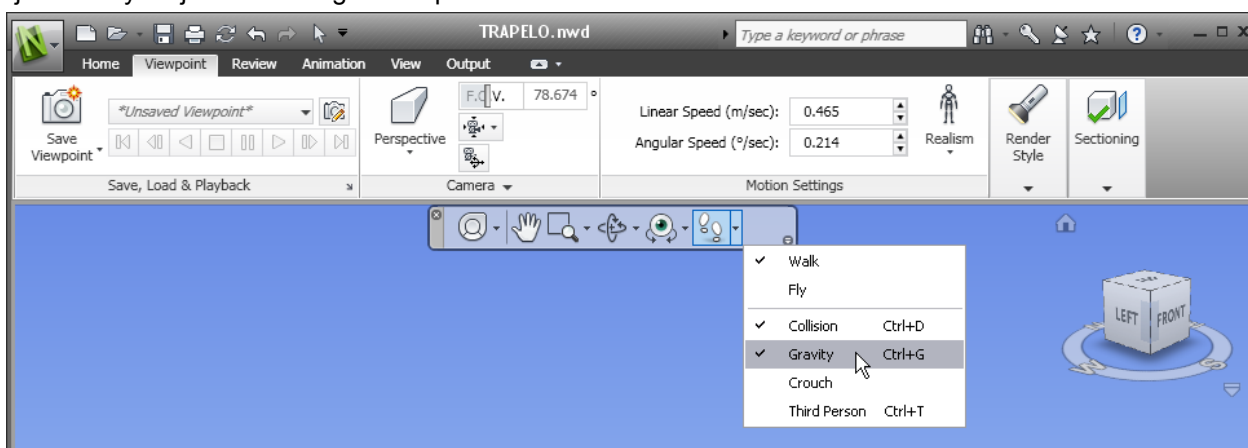 TRAPELO.nwd
Type a keyword or phrase
Home Viewpoint Review Animation View Output
*Unsaved Viewpoint*
F.O.V. 78.674 °
Linear Speed (m/sec): 0.465
Angular Speed (°/sec): 0.214
Save Viewpoint
Perspective
Realism
Render Style
Sectioning
Save, Load & Playback
Camera
Motion Settings
Walk
Fly
Collision Ctrl+D
Gravity Ctrl+G
Crouch
Third Person Ctrl+T
LEFT FRONT
W S